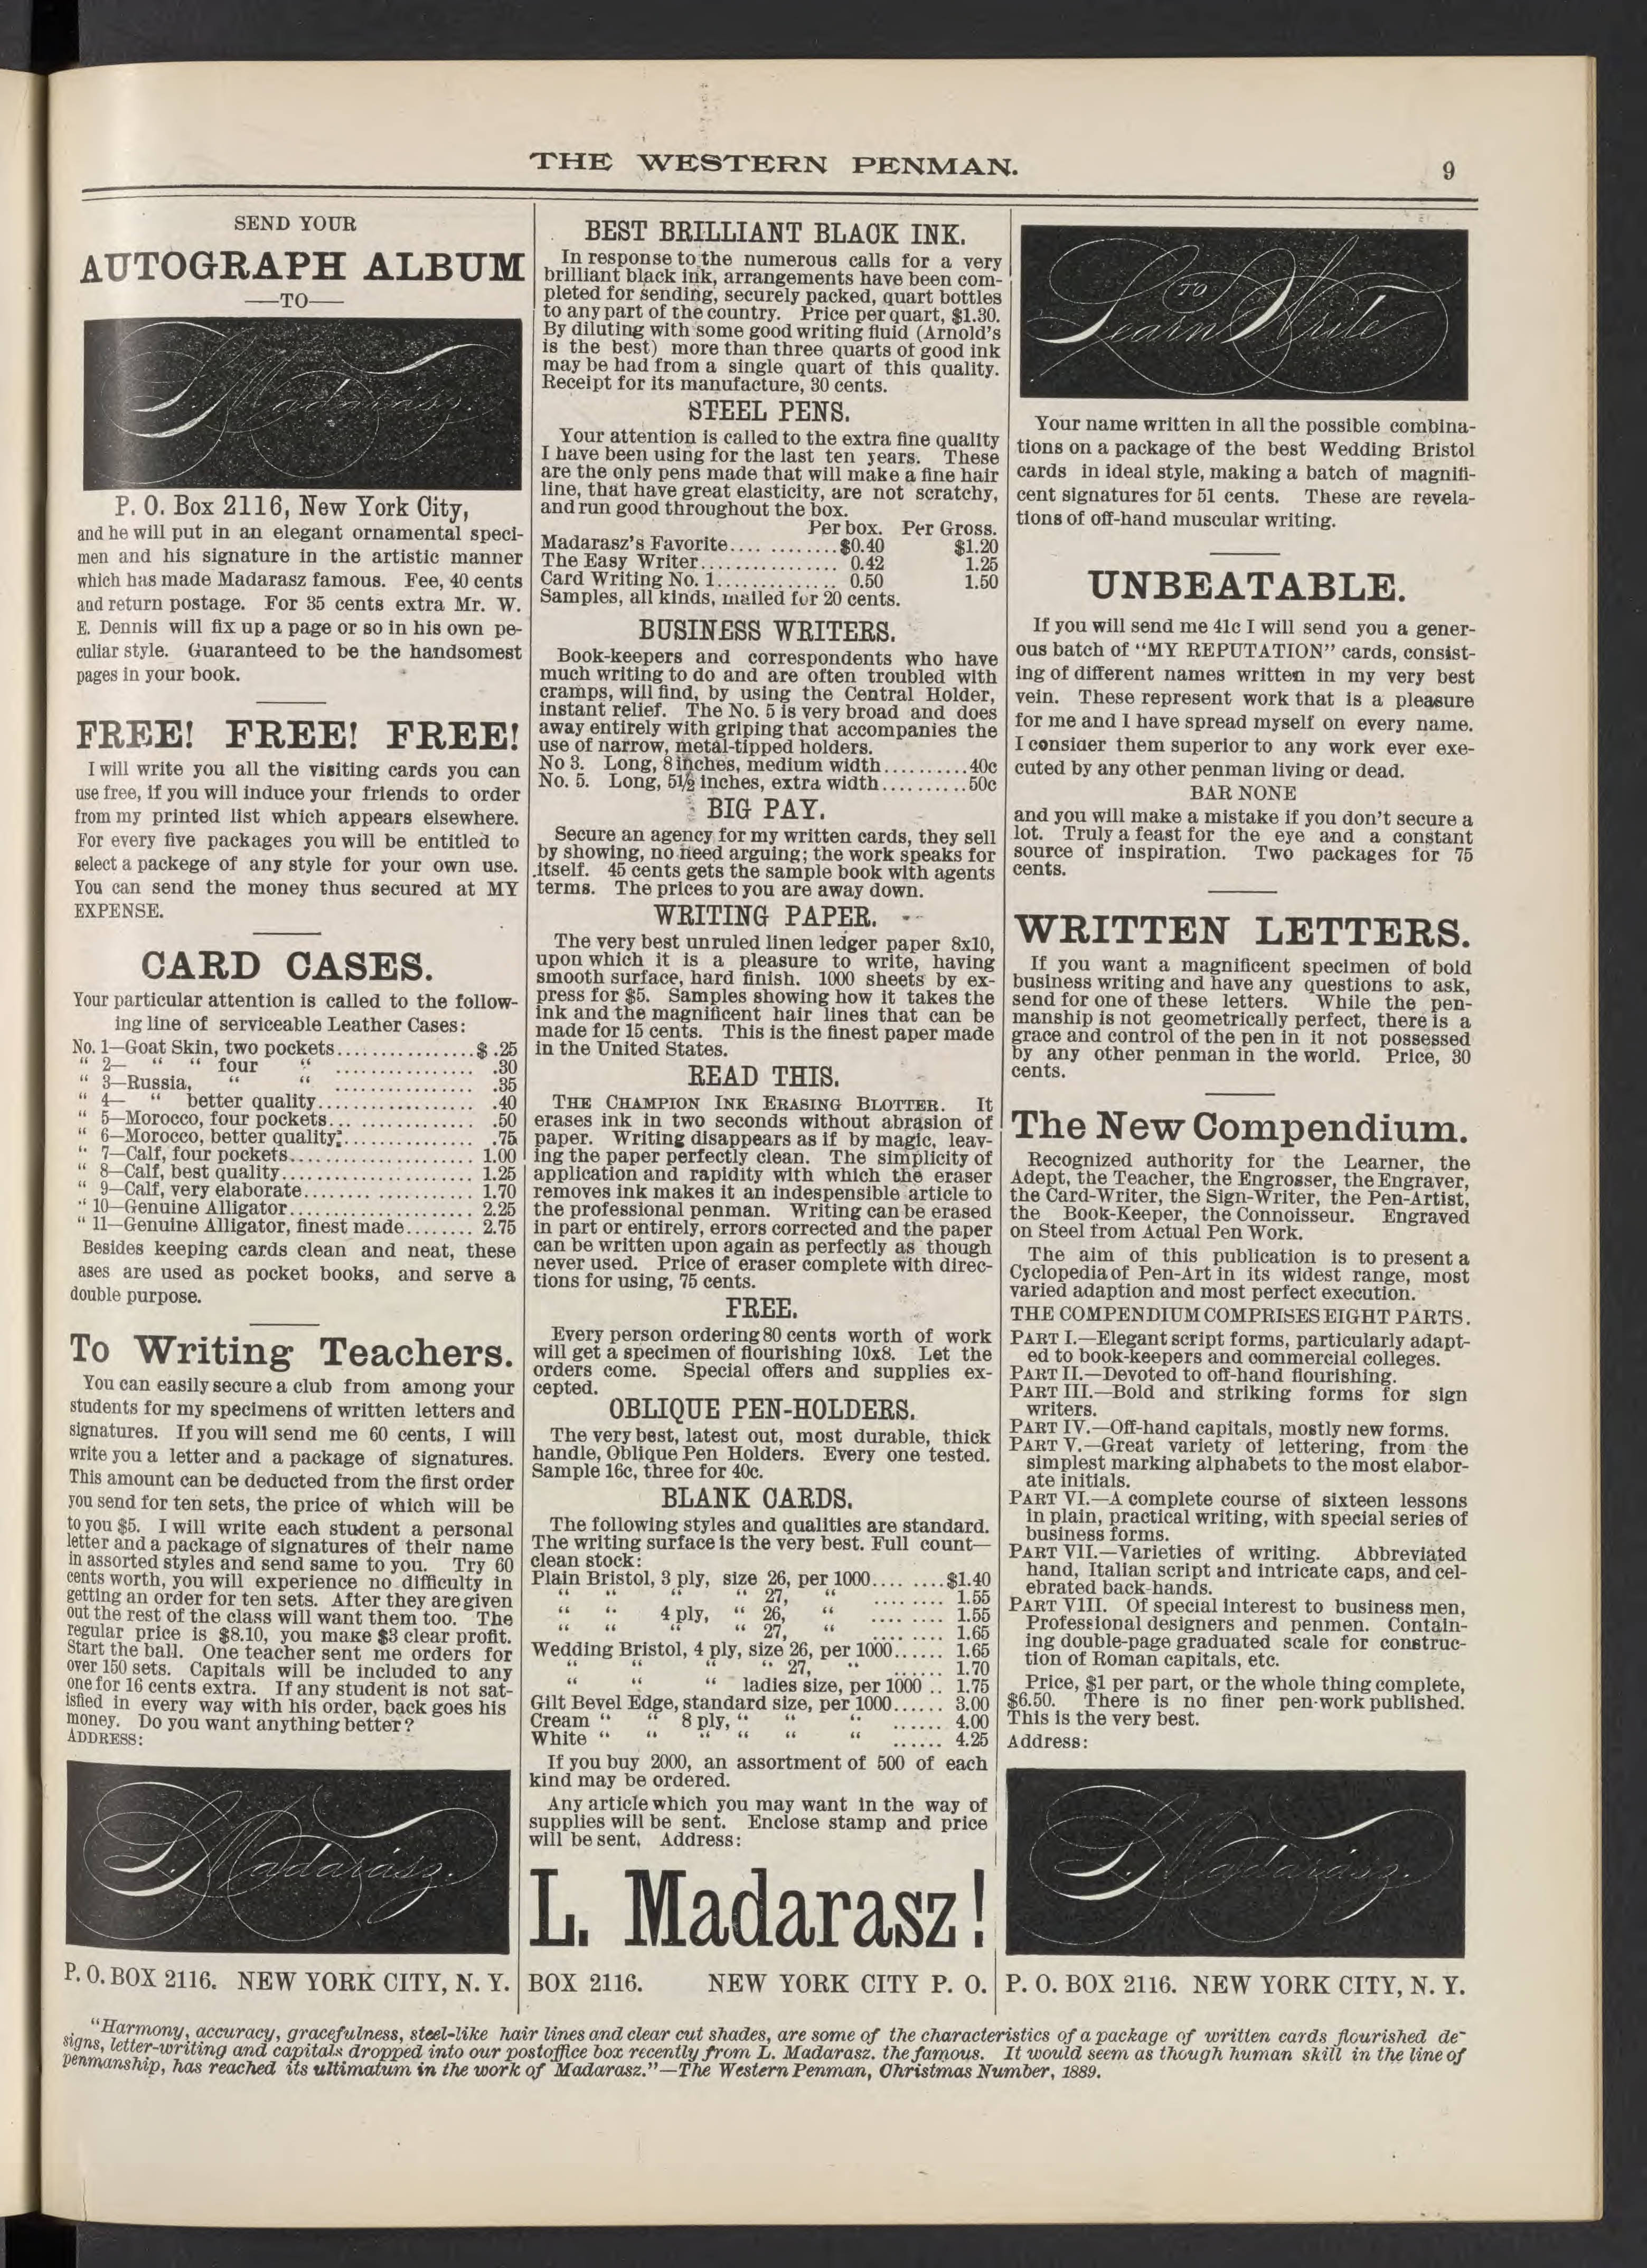 THE WESTERN PENMAN.
9
SEND YOUR
AUTOGRAPH ALBUM
—TO—
L. Madarasz.
P. O. Box 2116, New York City,
and he will put in an elegant ornamental speci-
men and his signature in the artistic manner
which has made Madarasz famous. Fee, 40 cents
and return postage. For 35 cents extra Mr. W.
E. Dennis will fix up a page or so in his own pe-
culiar style. Guaranteed to be the handsomest
pages in your book.
FREE! FREE! FREE!
I will write you all the visiting cards you can
use free, if you will induce your friends to order
from my printed list which appears elsewhere.
For every five packages you will be entitled to
select a packege of any style for your own use.
You can send the money thus secured at MY
EXPENSE.
CARD CASES.
Your particular attention is called to the follow-
ing line of serviceable Leather Cases:
No. 1—Goat Skin, two pockets................$ .25
" 2— " " four " ................ .30
" 3—Russia, " " ................ .35
" 4— " better quality.................. .40
" 5—Morocco, four pockets.................. .50
" 6—Morocco, better quality:................ .75
" 7—Calf, four pockets...................... 1.00
" 8—Calf, best quality....................... 1.25
" 9—Calf, very elaborate.................... 1.70
" 10—Genuine Alligator...................... 2.25
" 11—Genuine Alligator, finest made........ 2.75
Besides keeping cards clean and neat, these
ases are used as pocket books, and serve a
double purpose.
To Writing Teachers.
You can easily secure a club from among your
students for my specimens of written letters and
signatures. If you will send me 60 cents, I will
write you a letter and a package of signatures.
This amount can be deducted from the first order
you send for ten sets, the price of which will be
to you $5. I will write each student a personal
letter and a package of signatures of their name
in assorted styles and send same to you. Try 60
cents worth, you will experience no difficulty in
getting an order for ten sets. After they are given
out the rest of the class will want them too. The
regular price is $8.10, you make $3 clear profit.
Start the ball. One teacher sent me orders for
over 150 sets. Capitals will be included to any
one for 16 cents extra. If any student is not sat-
isfied in every way with his order, back goes his
money. Do you want anything better?
ADDRESS:
L. Madarasz.
P. O. BOX 2116. NEW YORK CITY, N. Y.
BEST BRILLIANT BLACK INK.
In response to the numerous calls for a very
brilliant black ink, arrangements have been com-
pleted for sending, securely packed, quart bottles
to any part of the country. Price per quart, $1.30.
By diluting with some good writing fluid (Arnold's
is the best) more than three quarts of good ink
may be had from a single quart of this quality.
Receipt for its manufacture, 30 cents.
STEEL PENS.
Your attention is called to the extra fine quality
I have been using for the last ten years. These
are the only pens made that will make a fine hair
line, that have great elasticity, are not scratchy,
and run good throughout the box.
Per box. Per Gross.
Madarasz's Favorite.... .........$0.40 $1.20
The Easy Writer................ 0.42 1.25
Card Writing No. 1.............. 0.50 1.50
Samples, all kinds, mailed for 20 cents.
BUSINESS WRITERS.
Book-keepers and correspondents who have
much writing to do and are often troubled with
cramps, will find, by using the Central Holder,
instant relief. The No. 5 is very broad and does
away entirely with griping that accompanies the
use of narrow, metal-tipped holders.
No 3. Long, 8 inches, medium width..........40c
No. 5. Long, 5½ inches, extra width..........50c
BIG PAY.
Secure an agency for my written cards, they sell
by showing, no need arguing; the work speaks for
itself. 45 cents gets the sample book with agents
terms. The prices to you are away down.
WRITING PAPER.
The very best unruled linen ledger paper 8x10,
upon which it is a pleasure to write, having
smooth surface, hard finish. 1000 sheets by ex-
press for $5. Samples showing how it takes the
ink and the magnificent hair lines that can be
made for 15 cents. This is the finest paper made
in the United States.
READ THIS.
THE CHAMPION INK ERASING BLOTTER. It
erases ink in two seconds without abrasion of
paper. Writing disappears as if by magic, leav-
ing the paper perfectly clean. The simplicity of
application and rapidity with which the eraser
removes ink makes it an indespensible article to
the professional penman. Writing can be erased
in part or entirely, errors corrected and the paper
can be written upon again as perfectly as though
never used. Price of eraser complete with direc-
tions for using, 75 cents.
FREE.
Every person ordering 80 cents worth of work
will get a specimen of flourishing 10x8. Let the
orders come. Special offers and supplies ex-
cepted.
OBLIQUE PEN-HOLDERS.
The very best, latest out, most durable, thick
handle, Oblique Pen Holders. Every one tested.
Sample 16c, three for 40c.
BLANK CARDS.
The following styles and qualities are standard.
The writing surface is the very best. Full count—
clean stock:
Plain Bristol, 3 ply, size 26, per 1000.... ....$1.40
" " " " 27, " ......... 1.55
" " 4 ply, " 26, " ......... 1.55
" " " " 27, " ......... 1.65
Wedding Bristol, 4 ply, size 26, per 1000...... 1.65
" " " " 27, " ...... 1.70
" " " ladies size, per 1000 .. 1.75
Gilt Bevel Edge, standard size, per 1000...... 3.00
Cream " " 8 ply, " " " ...... 4.00
White " " " " " " ...... 4.25
If you buy 2000, an assortment of 500 of each
kind may be ordered.
Any article which you may want in the way of
supplies will be sent. Enclose stamp and price
will be sent. Address:
L. Madarasz!
BOX 2116. NEW YORK CITY P. O.
Learn to Write
Your name written in all the possible combina-
tions on a package of the best Wedding Bristol
cards in ideal style, making a batch of magnifi-
cent signatures for 51 cents. These are revela-
tions of off-hand muscular writing.
UNBEATABLE.
If you will send me 41c I will send you a gener-
ous batch of "MY REPUTATION" cards, consist-
ing of different names written in my very best
vein. These represent work that is a pleasure
for me and I have spread myself on every name.
I consider them superior to any work ever exe-
cuted by any other penman living or dead.
BAR NONE
and you will make a mistake if you don't secure a
lot. Truly a feast for the eye and a constant
source of inspiration. Two packages for 75
cents.
WRITTEN LETTERS.
If you want a magnificent specimen of bold
business writing and have any questions to ask,
send for one of these letters. While the pen-
manship is not geometrically perfect, there is a
grace and control of the pen in it not possessed
by any other penman in the world. Price, 30
cents.
The New Compendium.
Recognized authority for the Learner, the
Adept, the Teacher, the Engrosser, the Engraver,
the Card-Writer, the Sign-Writer, the Pen-Artist,
the Book-Keeper, the Connoisseur. Engraved
on Steel from Actual Pen Work.
The aim of this publication is to present a
Cyclopedia of Pen-Art in its widest range, most
varied adaption and most perfect execution.
THE COMPENDIUM COMPRISES EIGHT PARTS.
PART I.—Elegant script forms, particularly adapt-
ed to book-keepers and commercial colleges.
PART II.—Devoted to off-hand flourishing.
PART III.—Bold and striking forms for sign
writers.
PART IV.—Off-hand capitals, mostly new forms.
PART V.—Great variety of lettering, from the
simplest marking alphabets to the most elabor-
ate initials.
PART VI.—A complete course of sixteen lessons
in plain, practical writing, with special series of
business forms.
PART VII.—Varieties of writing. Abbreviated
hand, Italian script and intricate caps, and cel-
ebrated back-hands.
PART VIII. Of special interest to business men,
Professional designers and penmen. Contain-
ing double-page graduated scale for construc-
tion of Roman capitals, etc.
Price, $1 per part, or the whole thing complete,
$6.50. There is no finer pen-work published.
This is the very best.
Address:
L. Madarasz.
P. O. BOX 2116. NEW YORK CITY, N. Y.
"Harmony, accuracy, gracefulness, steel-like hair lines and clear cut shades, are some of the characteristics of a package of written cards flourished de-
signs, letter-writing and capitals dropped into our postoffice box recently from L. Madarasz. the famous. It would seem as though human skill in the line of
penmanship, has reached its ultimatum in the work of Madarasz."—The Western Penman, Christmas Number, 1889.